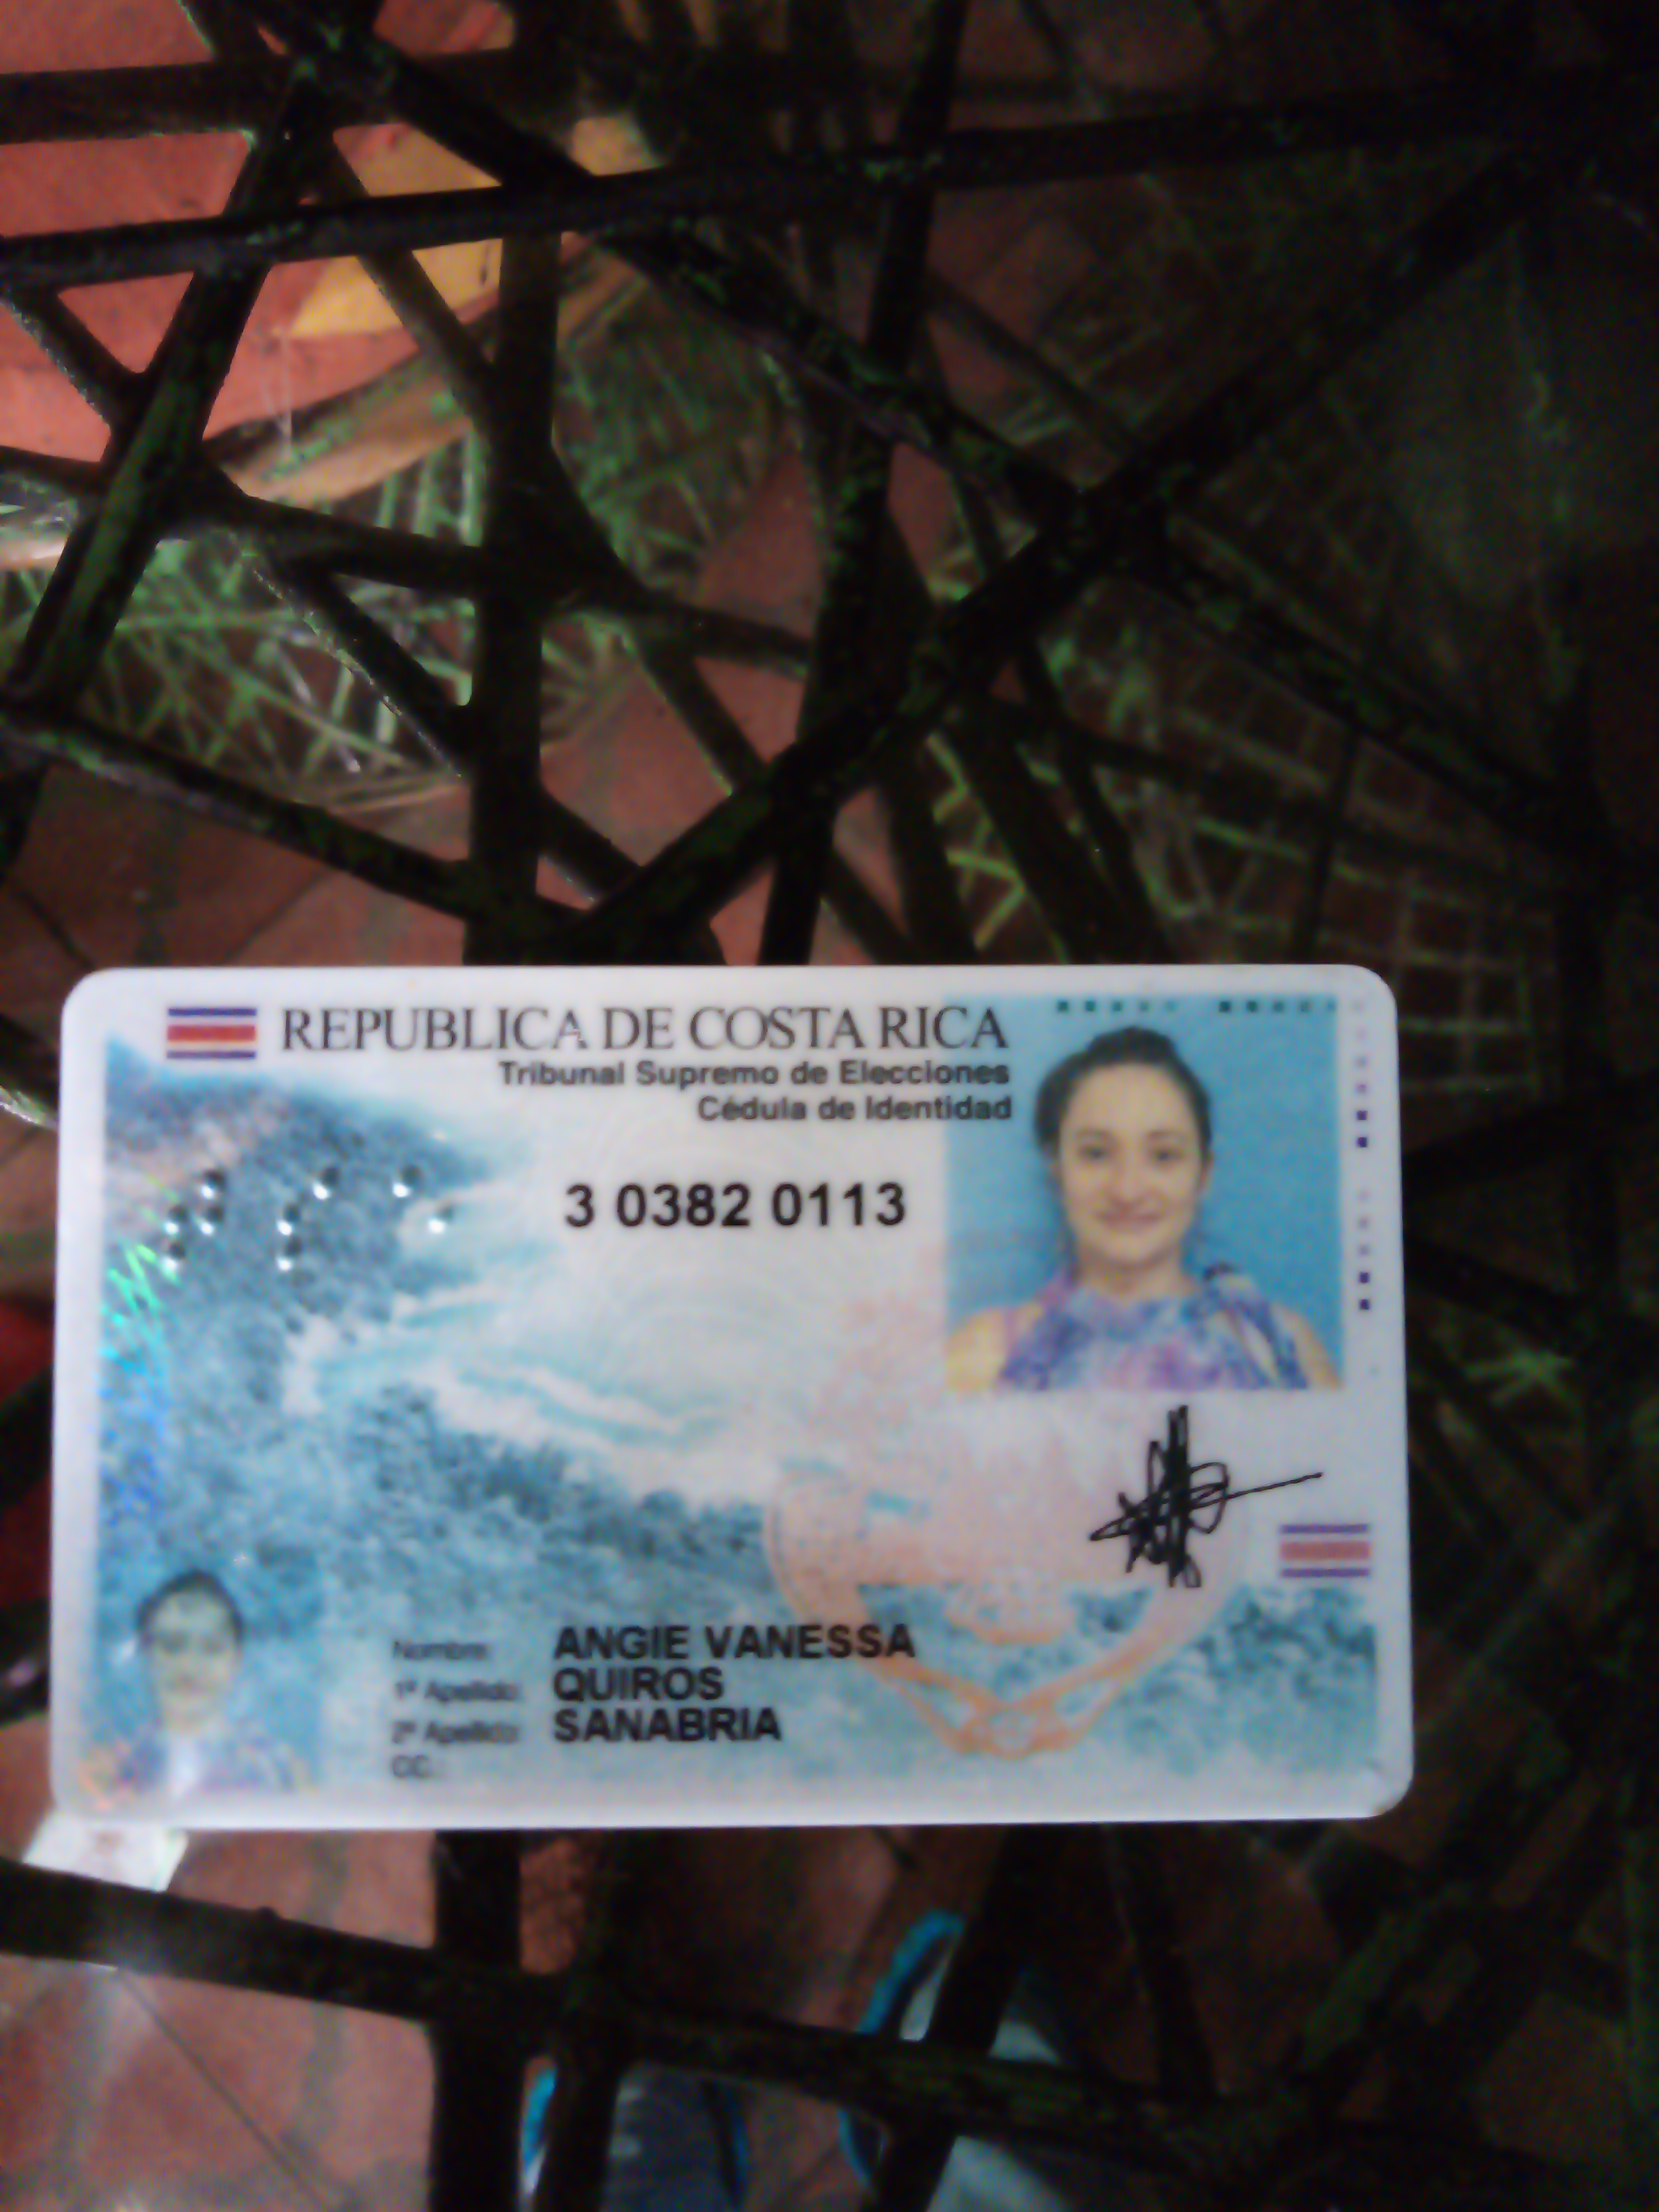 REPUBLICA DE COSTA RICA
Tribunal Supremo de Elecciones
Cédula de Identidad
3 0382 0113
Nombre: ANGIE VANESSA
1º Apellido: QUIROS
2º Apellido: SANABRIA
CC: